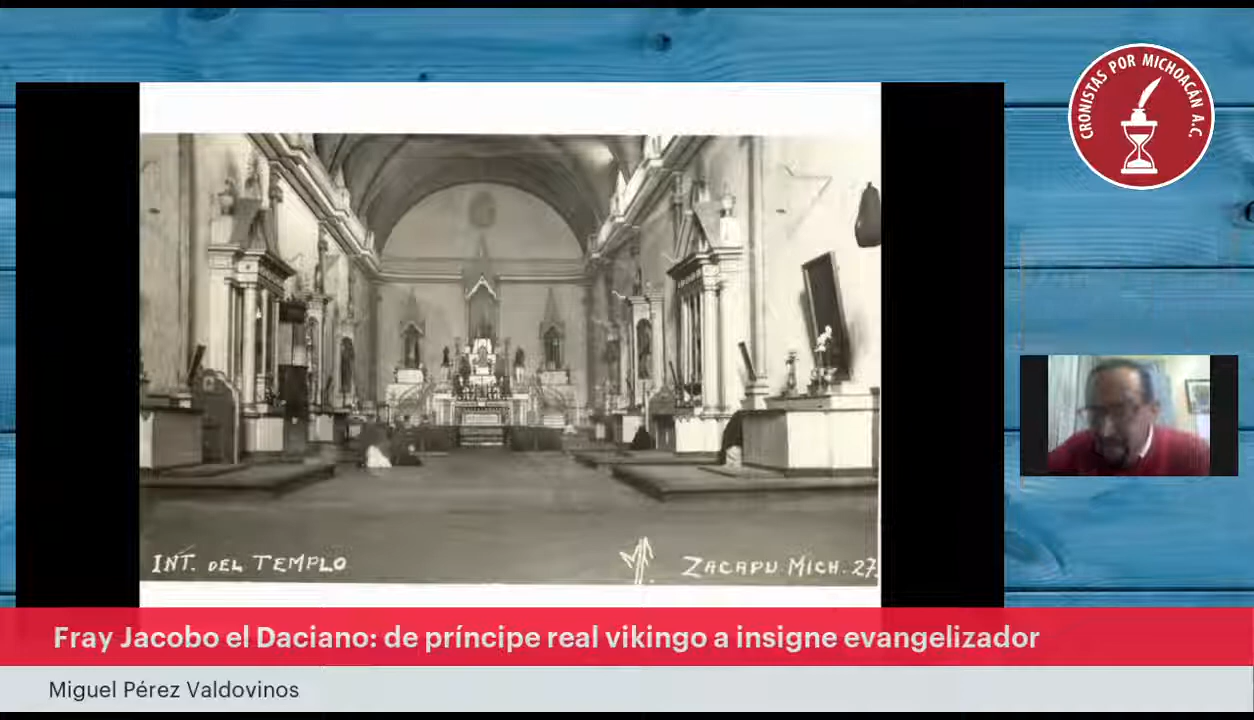 CRONISTAS POR MICHOACÁN A.C.
INT. DEL TEMPLO
ZACAPU. MICH. 27.
Fray Jacobo el Daciano: de príncipe real vikingo a insigne evangelizador
Miguel Pérez Valdovinos